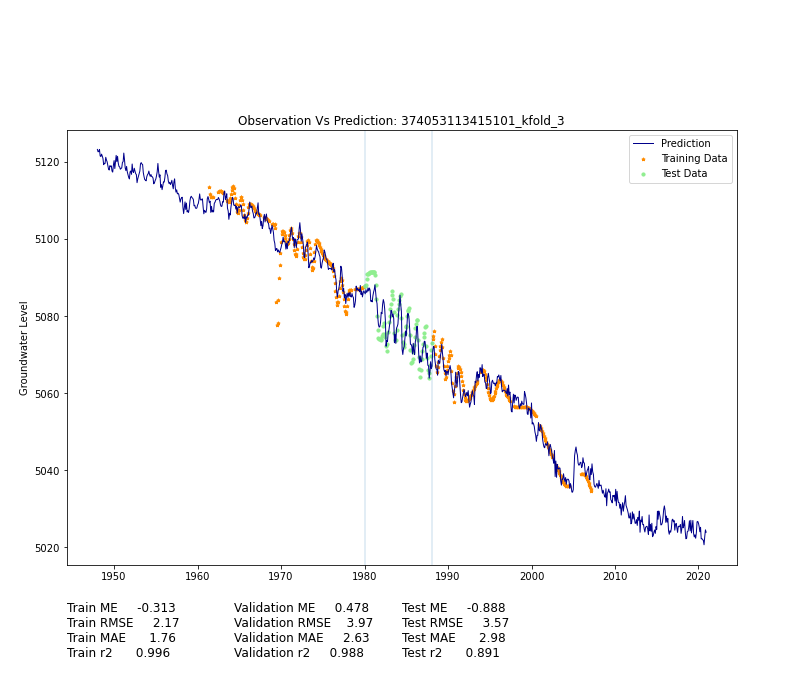 Observation Vs Prediction: 374053113415101_kfold_3
Prediction
Training Data
Test Data
Groundwater Level
5120
5100
5080
5060
5040
5020
1950 1960 1970 1980 1990 2000 2010 2020
Train ME -0.313 Validation ME 0.478 Test ME -0.888
Train RMSE 2.17 Validation RMSE 3.97 Test RMSE 3.57
Train MAE 1.76 Validation MAE 2.63 Test MAE 2.98
Train r2 0.996 Validation r2 0.988 Test r2 0.891